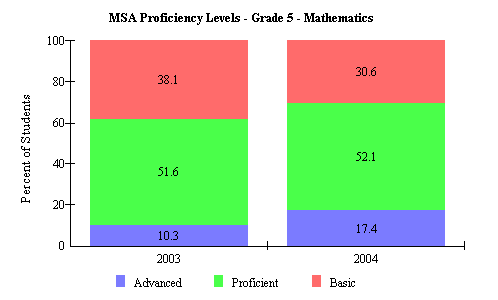 MSA Proficiency Levels - Grade 5 - Mathematics
Percent of Students
100
80
60
40
20
0
38.1
51.6
10.3
30.6
52.1
17.4
2003
2004
Advanced
Proficient
Basic